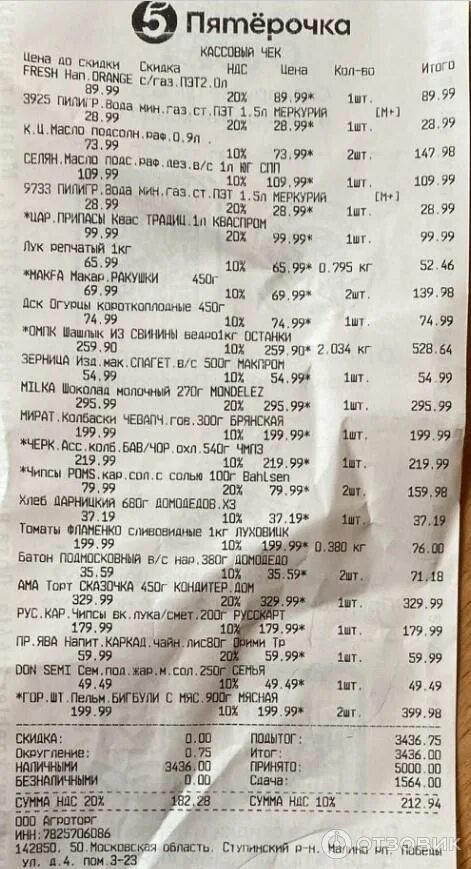 5 Пятёрочка
КАССОВЫЙ ЧЕК
Цена до скидки Скидка НДС Цена Кол-во Итого
FRESH Нап.ORANGE с/газ.ПЭТ2.0л
89.99 20% 89.99* 1шт. 89.99
3925 ПИЛИГР.Вода мин.газ.ст.ПЭТ 1.5л МЕРКУРИЙ [М+]
28.99 20% 28.99* 1шт. 28.99
К.Ц.Масло подсолн.раф.0.9л.
73.99 10% 73.99* 2шт. 147.98
СЕЛЯН.Масло подс.раф.дез.в/с 1л ЮГ СПП
109.99 10% 109.99* 1шт. 109.99
9733 ПИЛИГР.Вода мин.газ.ст.ПЭТ 1.5л МЕРКУРИЙ [М+]
28.99 20% 28.99* 1шт. 28.99
*ЦАР.ПРИПАСЫ Квас ТРАДИЦ.1л КВАСПРОМ
99.99 20% 99.99* 1шт. 99.99
Лук репчатый 1кг
65.99 10% 65.99* 0.795 кг 52.46
*MAKFA Макар.РАКУШКИ 450г
69.99 10% 69.99* 2шт. 139.98
Дск Огурцы короткоплодные 450г
74.99 10% 74.99* 1шт. 74.99
*ОМПК Шашлык ИЗ СВИНИНЫ ведро1кг ОСТАНКИ
259.90 10% 259.90* 2.034 кг 528.64
ЗЕРНИЦА Изд.мак.СПАГЕТ.в/с 500г МАКПРОМ
54.99 10% 54.99* 1шт. 54.99
MILKA Шоколад молочный 270г MONDELEZ
295.99 20% 295.99* 1шт. 295.99
МИРАТ.Колбаски ЧЕВАПЧ.гов.300г БРЯНСКАЯ
199.99 10% 199.99* 1шт. 199.99
*ЧЕРК.Асс.колб.БАВ/ЧОР.охл.540г ЧМПЗ
219.99 10% 219.99* 1шт. 219.99
*Чипсы POMS.кар.сол.с солью 100г Bahlsen
79.99 20% 79.99* 2шт. 159.98
Хлеб ДАРНИЦКИЙ 680г ДОМОДЕДОВ.ХЗ
37.19 10% 37.19* 1шт. 37.19
Томаты ФЛАМЕНКО сливовидные 1кг ЛУХОВИЦК
199.99 10% 199.99* 0.380 кг 76.00
Батон ПОДМОСКОВНЫЙ в/с нар.380г ДОМОДЕДО
35.59 10% 35.59* 2шт. 71.18
АМА Торт СКАЗОЧКА 450г КОНДИТЕР.ДОМ
329.99 20% 329.99* 1шт. 329.99
РУС.КАР.Чипсы вк.лука/смет.200г РУССКАРТ
179.99 10% 179.99* 1шт. 179.99
ПР.ЯВА Напит.КАРКАД.чайн.лис80г Орими Тр
59.99 20% 59.99* 1шт. 59.99
DON SEMI Сем.под.жар.м.сол.250г СЕМЬЯ
49.49 10% 49.49* 1шт. 49.49
*ГОР.ШТ.Пельм.БИГБУЛИ С МЯС.900г МЯСНАЯ
199.99 10% 199.99* 2шт. 399.98
СКИДКА: 0.00 ПОДЫТОГ: 3436.75
Округление: 0.75 Итог: 3436.00
НАЛИЧНЫМИ 3436.00 ПРИНЯТО: 5000.00
БЕЗНАЛИЧНЫМИ 0.00 Сдача: 1564.00
СУММА НДС 20% 182.28 СУММА НДС 10% 212.94
ООО Агроторг
ИНН:7825706086
142850, 50.Московская область, Ступинский р-н, Малино рп, Победы
ул, д.4, пом.3-23
ОТЗОВИК